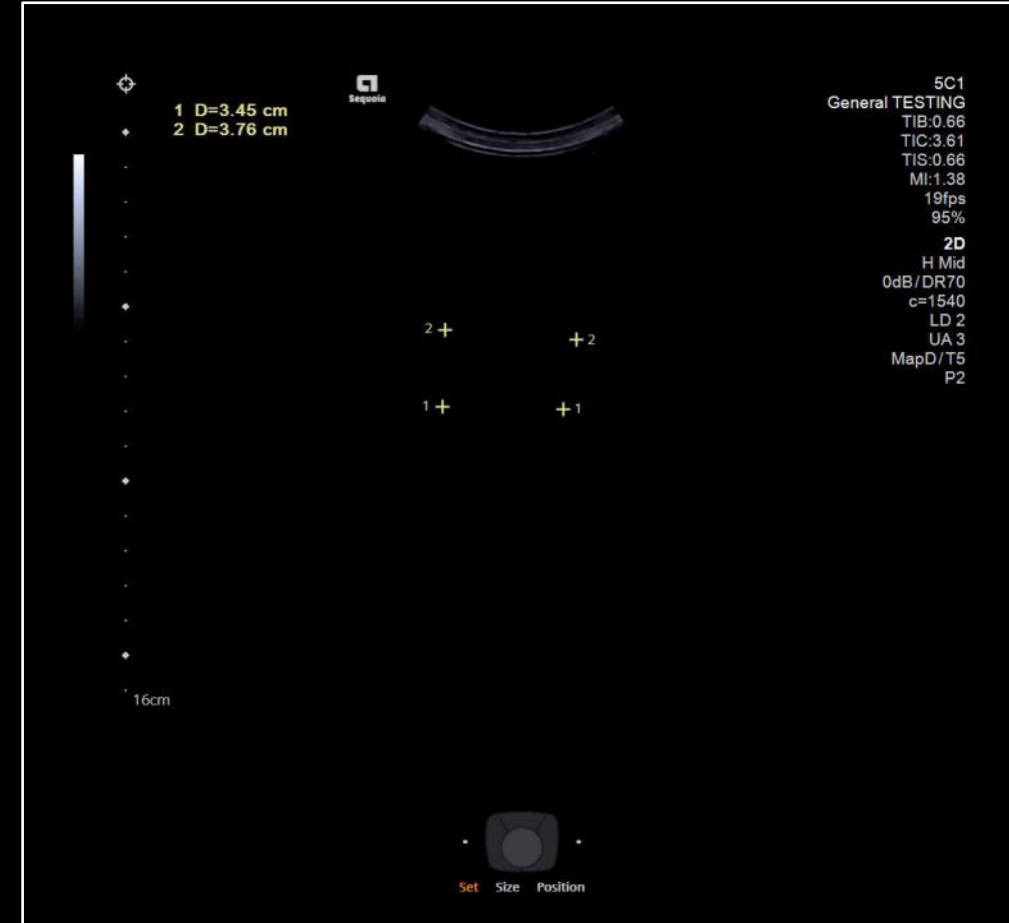 1 D=3.45 cm
2 D=3.76 cm
Sequoia
5C1
General TESTING
TIB:0.66
TIC:3.61
TIS:0.66
MI:1.38
19fps
95%
2D
H Mid
0dB/DR70
c=1540
LD 2
UA 3
MapD/T5
P2
2
2
1
1
16cm
Set Size Position